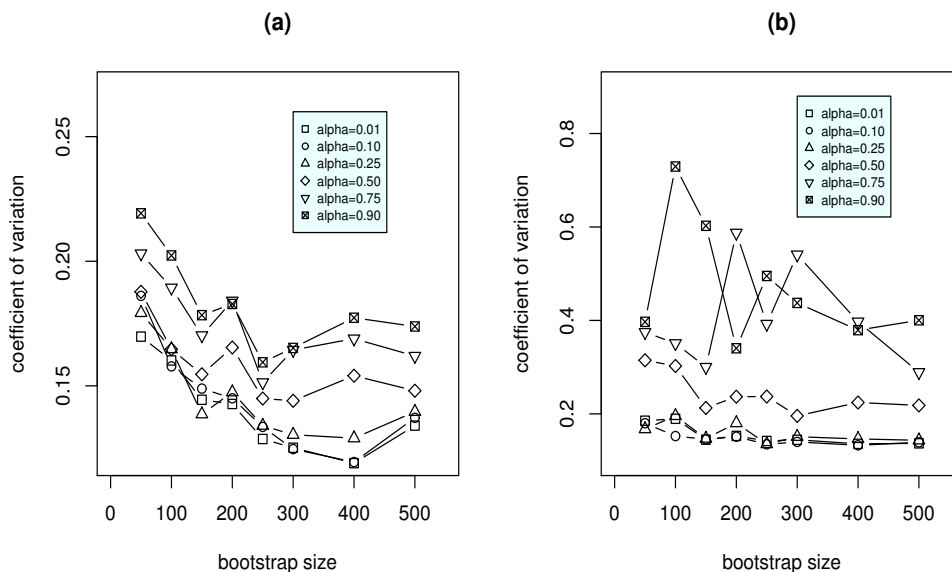 (a)
coefficient of variation
0.25
0.20
0.15
alpha=0.01
alpha=0.10
alpha=0.25
alpha=0.50
alpha=0.75
alpha=0.90
0 100 200 300 400 500
bootstrap size
(b)
coefficient of variation
0.8
0.6
0.4
0.2
alpha=0.01
alpha=0.10
alpha=0.25
alpha=0.50
alpha=0.75
alpha=0.90
0 100 200 300 400 500
bootstrap size